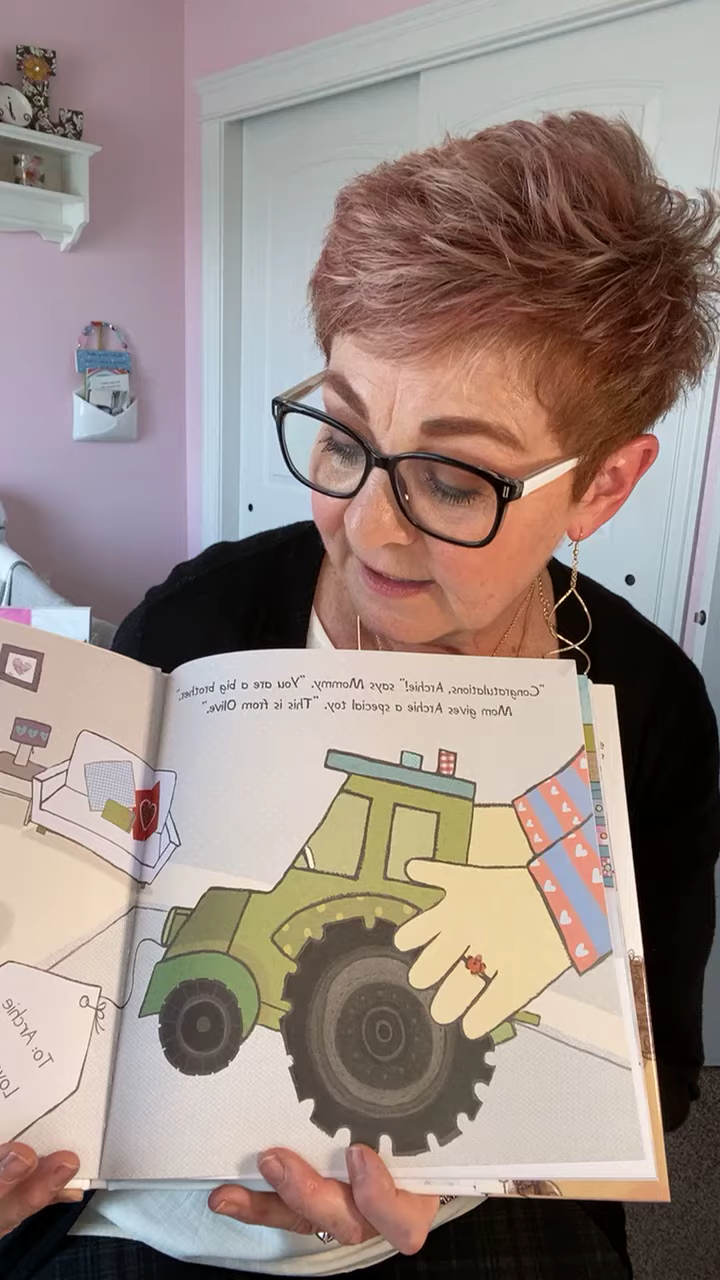 "Congratulations, Archie!" says Mommy. "You are a big brother."
Mom gives Archie a special toy. "This is from Olive."
To: Archie